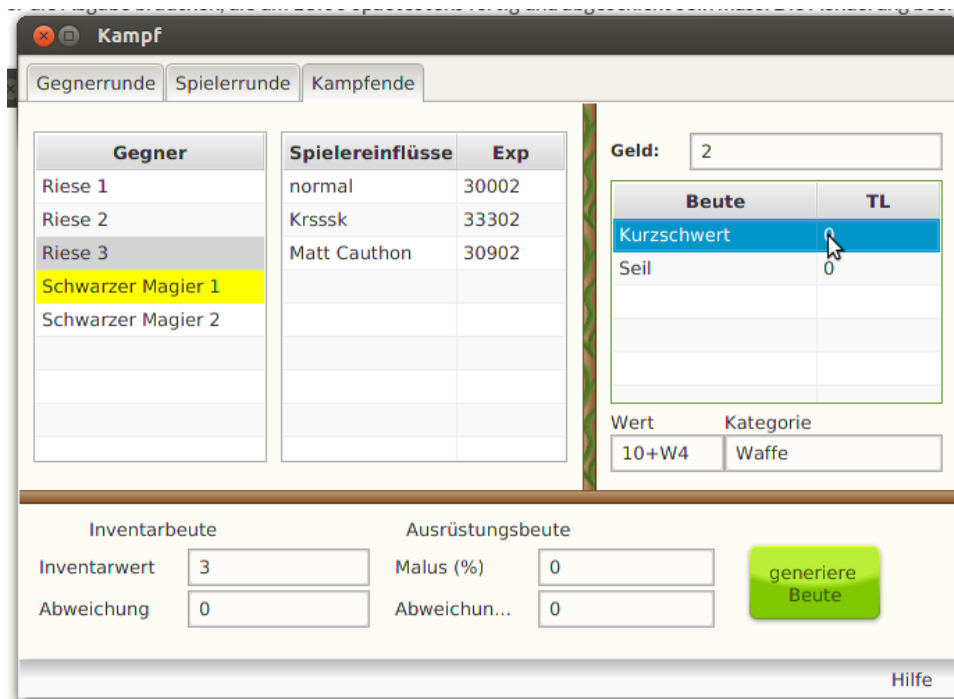 Kampf
Gegnerrunde Spielerrunde Kampfende
Gegner
Riese 1
Riese 2
Riese 3
Schwarzer Magier 1
Schwarzer Magier 2
Spielereinflüsse Exp
normal 30002
Krsssk 33302
Matt Cauthon 30902
Geld: 2
Beute TL
Kurzschwert 0
Seil 0
Wert Kategorie
10+W4 Waffe
Inventarbeute Ausrüstungsbeute
Inventarwert 3 Malus (%) 0
Abweichung 0 Abweichun... 0
generiere
Beute
Hilfe